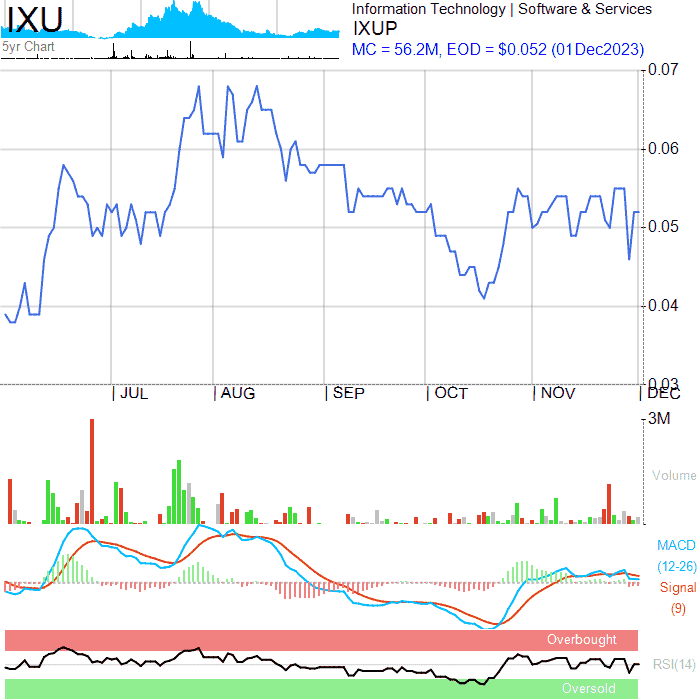 IXU
5yr Chart
Information Technology | Software & Services
IXUP
MC = 56.2M, EOD = $0.052 (01Dec2023)
0.07
0.06
0.05
0.04
0.03
JUL AUG SEP OCT NOV DEC
3M
Volume
MACD
(12-26)
Signal
(9)
Overbought
RSI(14)
Oversold